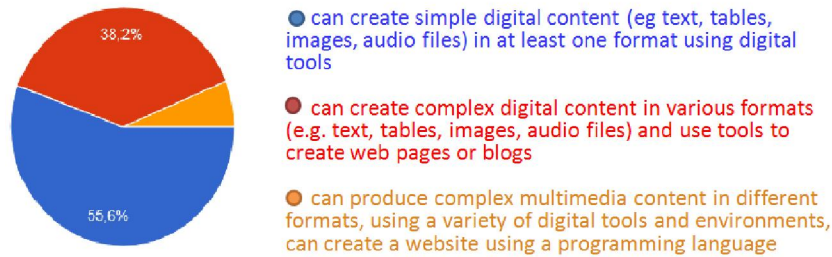 38,2%
55,6%
can create simple digital content (eg text, tables,
images, audio files) in at least one format using digital
tools
can create complex digital content in various formats
(e.g. text, tables, images, audio files) and use tools to
create web pages or blogs
can produce complex multimedia content in different
formats, using a variety of digital tools and environments,
can create a website using a programming language